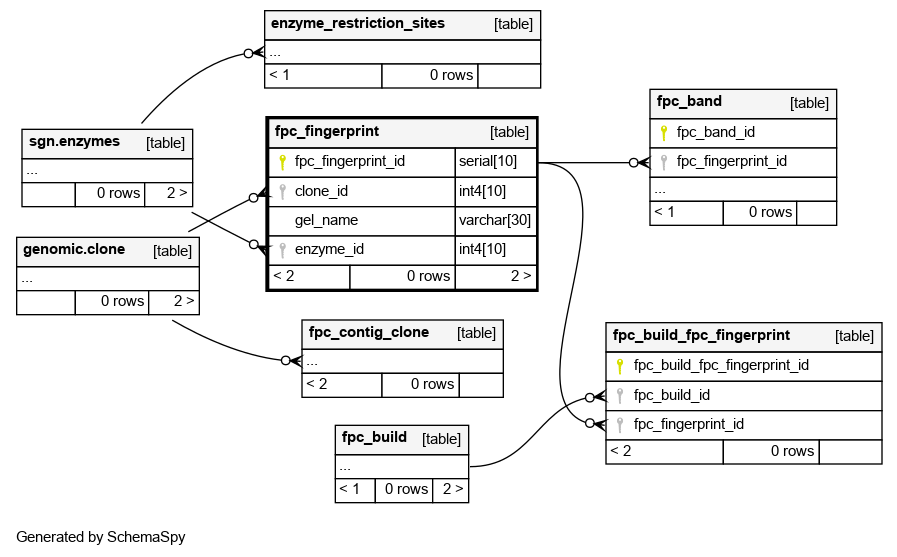 enzyme_restriction_sites [table]
...
< 1 0 rows
sgn.enzymes [table]
...
0 rows 2 >
genomic.clone [table]
...
0 rows 2 >
fpc_fingerprint [table]
fpc_fingerprint_id serial[10]
clone_id int4[10]
gel_name varchar[30]
enzyme_id int4[10]
< 2 0 rows 2 >
fpc_band [table]
fpc_band_id
fpc_fingerprint_id
...
< 1 0 rows
fpc_contig_clone [table]
...
< 2 0 rows
fpc_build_fpc_fingerprint [table]
fpc_build_fpc_fingerprint_id
fpc_build_id
fpc_fingerprint_id
< 2 0 rows
fpc_build [table]
...
< 1 0 rows 2 >
Generated by SchemaSpy